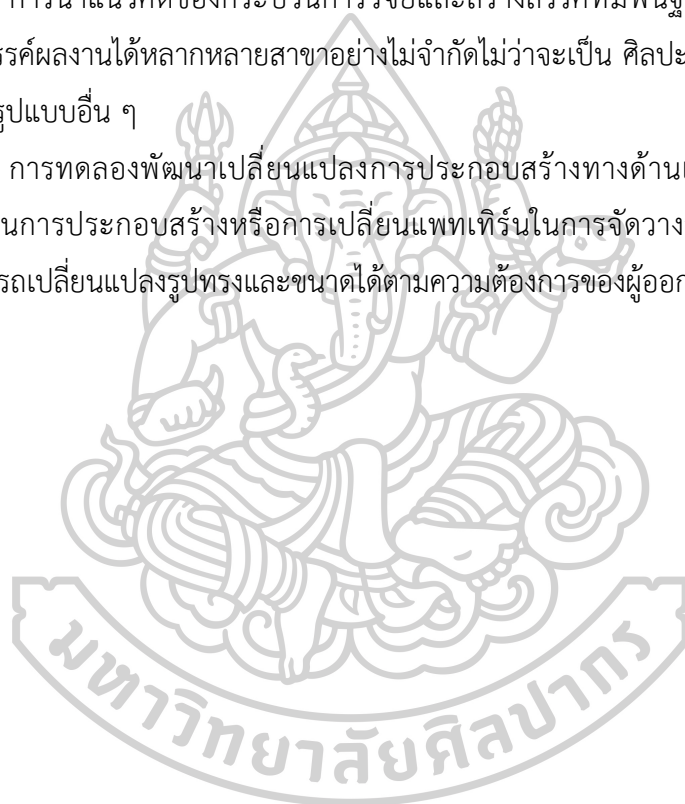 การนำแนวคิดของกระบวนการวิจัยและสร้างสรรค์ที่มีพื้นฐ
รรค์ผลงานได้หลากหลายสาขาอย่างไม่จำกัดไม่ว่าจะเป็น ศิลปะ
รูปแบบอื่น ๆ
การทดลองพัฒนาเปลี่ยนแปลงการประกอบสร้างทางด้าน
นการประกอบสร้างหรือการเปลี่ยนแพทเทิร์นในการจัดวาง
รถเปลี่ยนแปลงรูปทรงและขนาดได้ตามความต้องการของผู้ออก
มหาวิทยาลัยศิลปากร